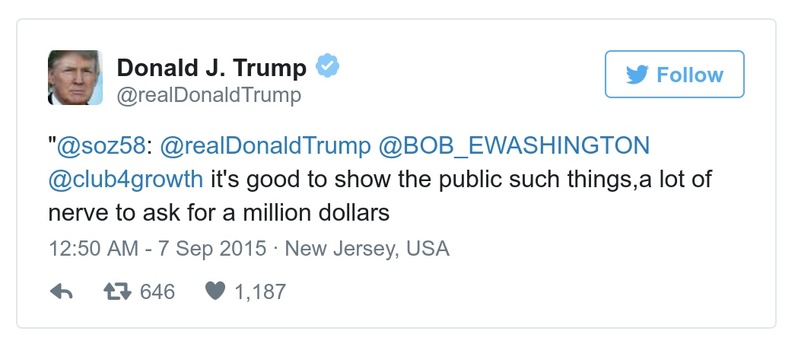 Donald J. Trump
@realDonaldTrump
Follow
"@soz58: @realDonaldTrump @BOB_EWASHINGTON
@club4growth it's good to show the public such things,a lot of
nerve to ask for a million dollars
12:50 AM - 7 Sep 2015 · New Jersey, USA
646 1,187